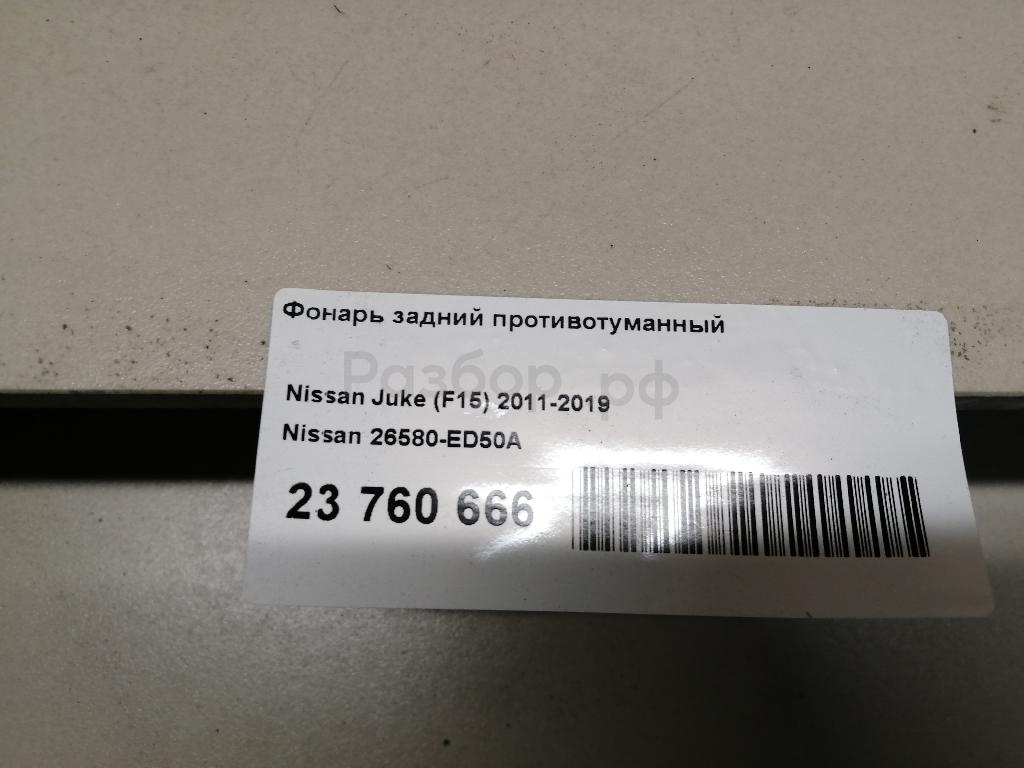 Фонарь задний противотуманный
Разбор.рф
Nissan Juke (F15) 2011-2019
Nissan 26580-ED50A
23 760 666